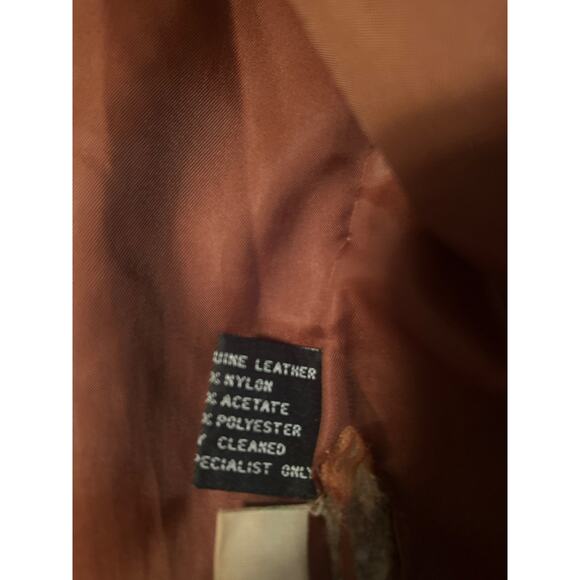 UINE LEATHER
% NYLON
% ACETATE
% POLYESTER
Y CLEANED
PECIALIST ONLY